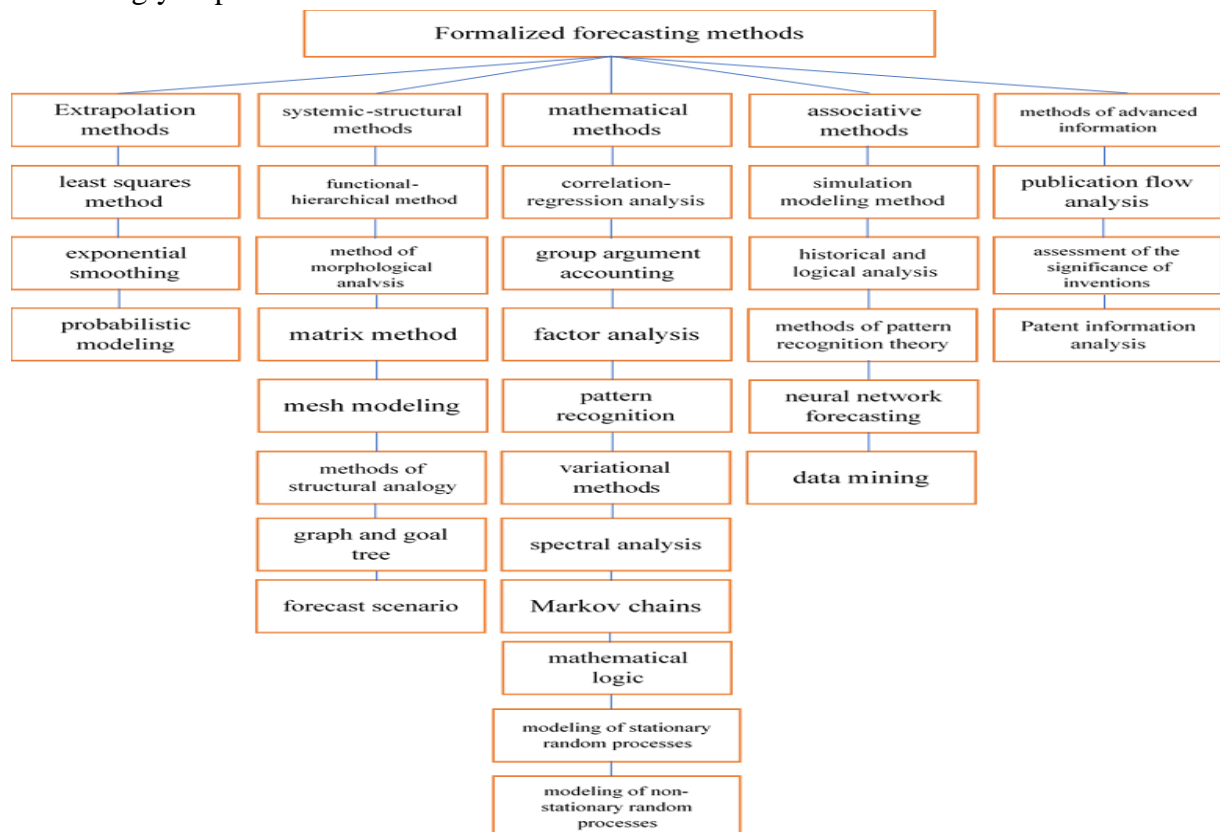 Formalized forecasting methods
Extrapolation
methods
systemic-structural
methods
mathematical
methods
associative
methods
methods of advanced
information
least squares
method
functional-
hierarchical method
correlation-
regression analysis
simulation
modeling method
publication flow
analysis
exponential
smoothing
method of
morphological
analysis
group argument
accounting
historical and
logical analysis
assessment of the
significance of
inventions
probabilistic
modeling
matrix method
factor analysis
methods of pattern
recognition theory
Patent information
analysis
mesh modeling
pattern
recognition
neural network
forecasting
methods of
structural analogy
variational
methods
data mining
graph and goal
tree
spectral analysis
forecast scenario
Markov chains
mathematical
logic
modeling of stationary
random processes
modeling of non-
stationary random
processes